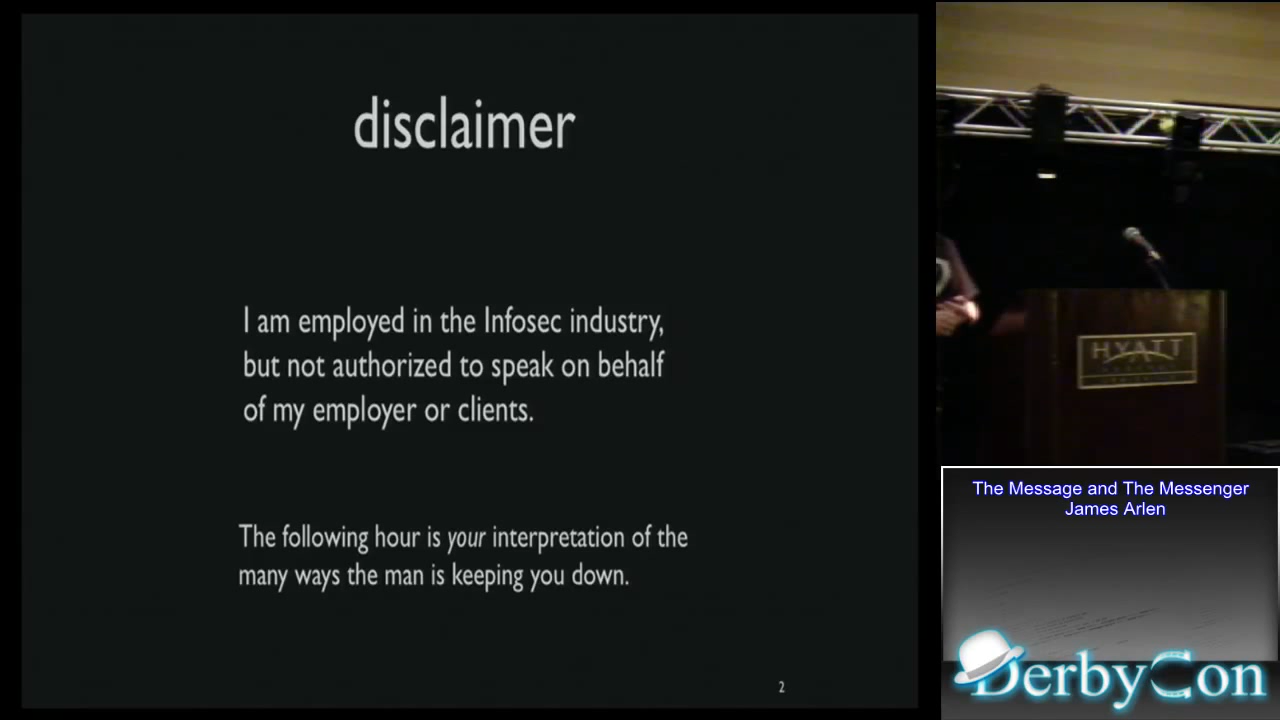 disclaimer
I am employed in the Infosec industry,
but not authorized to speak on behalf
of my employer or clients.
The following hour is your interpretation of the
many ways the man is keeping you down.
2
HYATT
The Message and The Messenger
James Arlen
DerbyCon